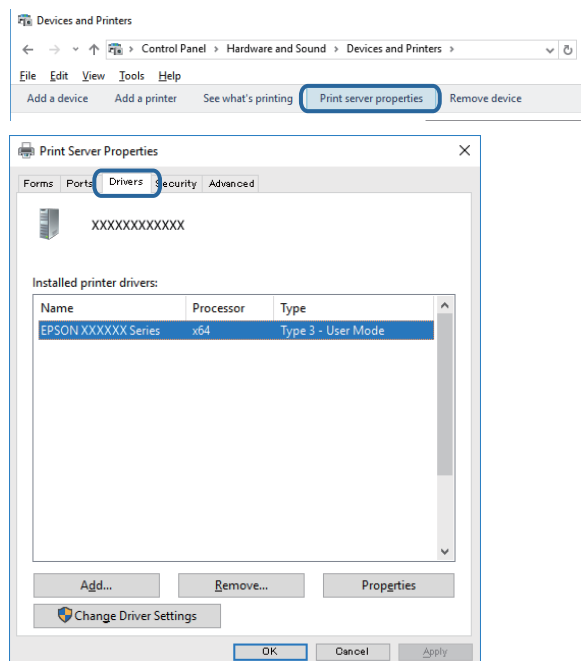 Devices and Printers
Control Panel > Hardware and Sound > Devices and Printers >
File Edit View Tools Help
Add a device Add a printer See what's printing Print server properties Remove device
Print Server Properties
Forms Ports Drivers Security Advanced
XXXXXXXXXXXX
Installed printer drivers:
Name Processor Type
EPSON XXXXXX Series x64 Type 3 - User Mode
Add... Remove... Properties
Change Driver Settings
OK Cancel Apply